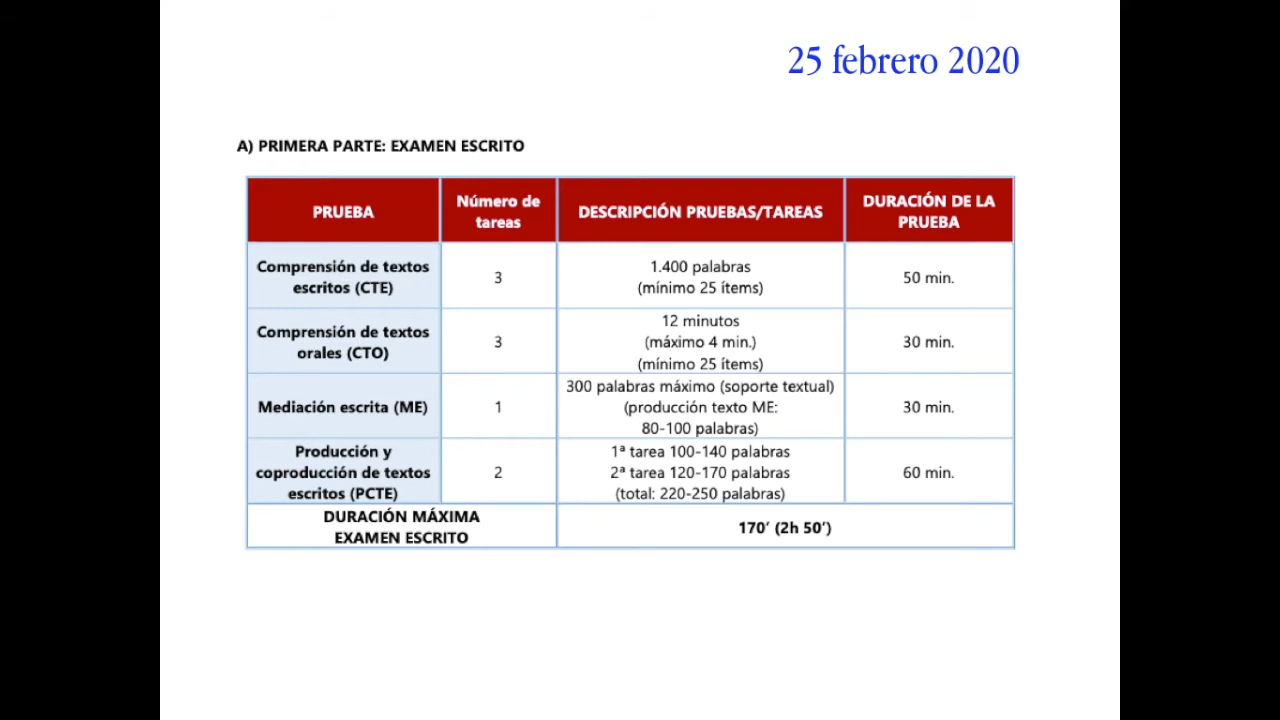 25 febrero 2020
A) PRIMERA PARTE: EXAMEN ESCRITO
PRUEBA
Número de
tareas
DESCRIPCIÓN PRUEBAS/TAREAS
DURACIÓN DE LA
PRUEBA
Comprensión de textos
escritos (CTE)
3
1.400 palabras
(mínimo 25 ítems)
50 min.
Comprensión de textos
orales (CTO)
3
12 minutos
(máximo 4 min.)
(mínimo 25 ítems)
30 min.
Mediación escrita (ME)
1
300 palabras máximo (soporte textual)
(producción texto ME:
80-100 palabras)
30 min.
Producción y
coproducción de textos
escritos (PCTE)
2
1ª tarea 100-140 palabras
2ª tarea 120-170 palabras
(total: 220-250 palabras)
60 min.
DURACIÓN MÁXIMA
EXAMEN ESCRITO
170’ (2h 50’)